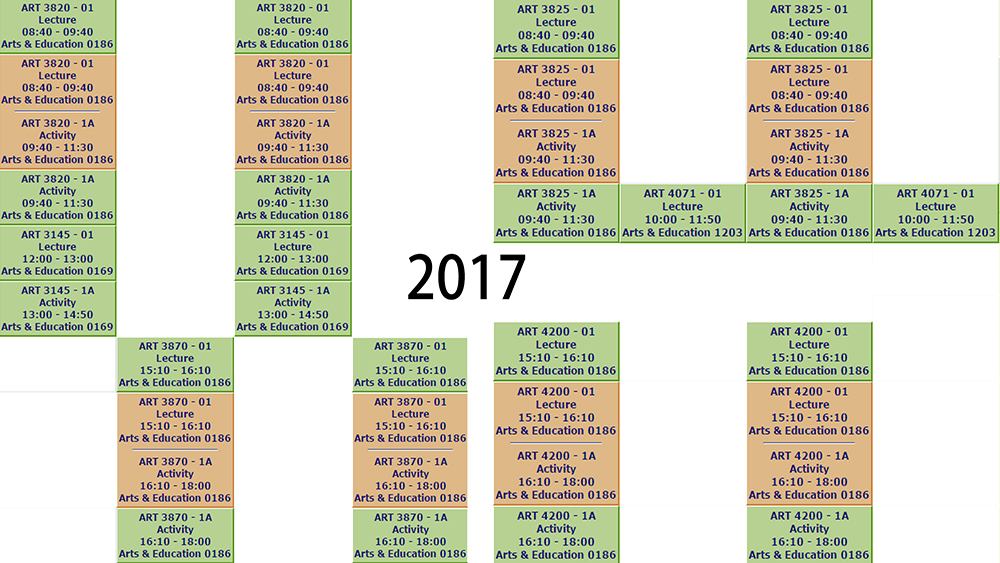 ART 3820 - 01
Lecture
08:40 - 09:40
Arts & Education 0186
ART 3820 - 01
Lecture
08:40 - 09:40
Arts & Education 0186
ART 3820 - 1A
Activity
09:40 - 11:30
Arts & Education 0186
ART 3820 - 1A
Activity
09:40 - 11:30
Arts & Education 0186
ART 3145 - 01
Lecture
12:00 - 13:00
Arts & Education 0169
ART 3145 - 1A
Activity
13:00 - 14:50
Arts & Education 0169
ART 3870 - 01
Lecture
15:10 - 16:10
Arts & Education 0186
ART 3870 - 01
Lecture
15:10 - 16:10
Arts & Education 0186
ART 3870 - 1A
Activity
16:10 - 18:00
Arts & Education 0186
ART 3870 - 1A
Activity
16:10 - 18:00
Arts & Education 0186
ART 3820 - 01
Lecture
08:40 - 09:40
Arts & Education 0186
ART 3820 - 01
Lecture
08:40 - 09:40
Arts & Education 0186
ART 3820 - 1A
Activity
09:40 - 11:30
Arts & Education 0186
ART 3820 - 1A
Activity
09:40 - 11:30
Arts & Education 0186
ART 3145 - 01
Lecture
12:00 - 13:00
Arts & Education 0169
ART 3145 - 1A
Activity
13:00 - 14:50
Arts & Education 0169
ART 3870 - 01
Lecture
15:10 - 16:10
Arts & Education 0186
ART 3870 - 01
Lecture
15:10 - 16:10
Arts & Education 0186
ART 3870 - 1A
Activity
16:10 - 18:00
Arts & Education 0186
ART 3870 - 1A
Activity
16:10 - 18:00
Arts & Education 0186
2017
ART 3825 - 01
Lecture
08:40 - 09:40
Arts & Education 0186
ART 3825 - 01
Lecture
08:40 - 09:40
Arts & Education 0186
ART 3825 - 1A
Activity
09:40 - 11:30
Arts & Education 0186
ART 3825 - 1A
Activity
09:40 - 11:30
Arts & Education 0186
ART 4200 - 01
Lecture
15:10 - 16:10
Arts & Education 0186
ART 4200 - 01
Lecture
15:10 - 16:10
Arts & Education 0186
ART 4200 - 1A
Activity
16:10 - 18:00
Arts & Education 0186
ART 4200 - 1A
Activity
16:10 - 18:00
Arts & Education 0186
ART 4071 - 01
Lecture
10:00 - 11:50
Arts & Education 1203
ART 3825 - 01
Lecture
08:40 - 09:40
Arts & Education 0186
ART 3825 - 01
Lecture
08:40 - 09:40
Arts & Education 0186
ART 3825 - 1A
Activity
09:40 - 11:30
Arts & Education 0186
ART 3825 - 1A
Activity
09:40 - 11:30
Arts & Education 0186
ART 4200 - 01
Lecture
15:10 - 16:10
Arts & Education 0186
ART 4200 - 01
Lecture
15:10 - 16:10
Arts & Education 0186
ART 4200 - 1A
Activity
16:10 - 18:00
Arts & Education 0186
ART 4200 - 1A
Activity
16:10 - 18:00
Arts & Education 0186
ART 4071 - 01
Lecture
10:00 - 11:50
Arts & Education 1203